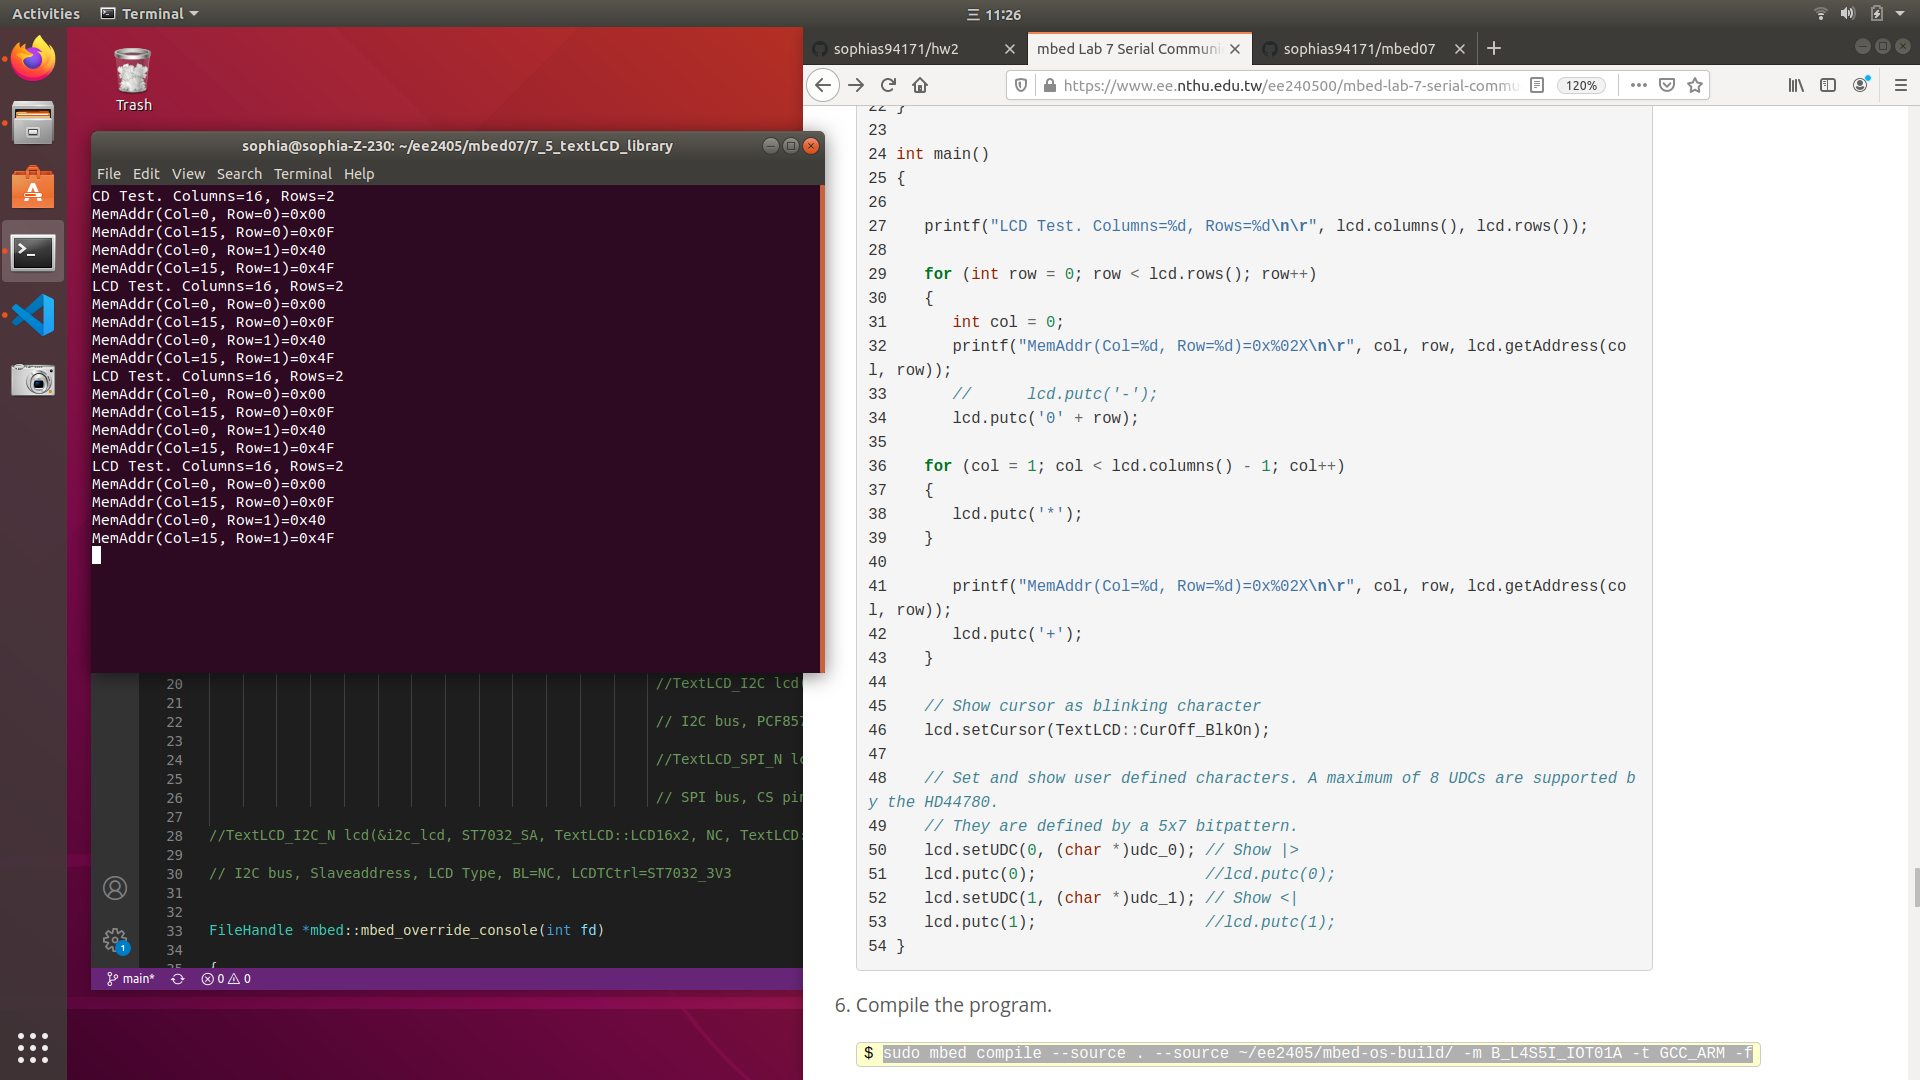 Activities
Terminal
11:26
Trash
sophia@sophia-Z-230: ~/ee2405/mbed07/7_5_textLCD_library
File Edit View Search Terminal Help
CD Test. Columns=16, Rows=2
MemAddr(Col=0, Row=0)=0x00
MemAddr(Col=15, Row=0)=0x0F
MemAddr(Col=0, Row=1)=0x40
MemAddr(Col=15, Row=1)=0x4F
LCD Test. Columns=16, Rows=2
MemAddr(Col=0, Row=0)=0x00
MemAddr(Col=15, Row=0)=0x0F
MemAddr(Col=0, Row=1)=0x40
MemAddr(Col=15, Row=1)=0x4F
LCD Test. Columns=16, Rows=2
MemAddr(Col=0, Row=0)=0x00
MemAddr(Col=15, Row=0)=0x0F
MemAddr(Col=0, Row=1)=0x40
MemAddr(Col=15, Row=1)=0x4F
LCD Test. Columns=16, Rows=2
MemAddr(Col=0, Row=0)=0x00
MemAddr(Col=15, Row=0)=0x0F
MemAddr(Col=0, Row=1)=0x40
MemAddr(Col=15, Row=1)=0x4F
20 //TextLCD_I2C lcd(
21
22 // I2C bus, PCF857
23
24 //TextLCD_SPI_N lc
25
26 // SPI bus, CS pin
27
28 //TextLCD_I2C_N lcd(&i2c_lcd, ST7032_SA, TextLCD::LCD16x2, NC, TextLCD:
29
30 // I2C bus, Slaveaddress, LCD Type, BL=NC, LCDTCtrl=ST7032_3V3
31
32
33 FileHandle *mbed::mbed_override_console(int fd)
34
35 {
1
main* 0 0
sophias94171/hw2
mbed Lab 7 Serial Communi
sophias94171/mbed07
https://www.ee.nthu.edu.tw/ee240500/mbed-lab-7-serial-commu
120%
22 }
23
24 int main()
25 {
26
27 printf("LCD Test. Columns=%d, Rows=%d\n\r", lcd.columns(), lcd.rows());
28
29 for (int row = 0; row < lcd.rows(); row++)
30 {
31 int col = 0;
32 printf("MemAddr(Col=%d, Row=%d)=0x%02X\n\r", col, row, lcd.getAddress(co
l, row));
33 // lcd.putc('-');
34 lcd.putc('0' + row);
35
36 for (col = 1; col < lcd.columns() - 1; col++)
37 {
38 lcd.putc('*');
39 }
40
41 printf("MemAddr(Col=%d, Row=%d)=0x%02X\n\r", col, row, lcd.getAddress(co
l, row));
42 lcd.putc('+');
43 }
44
45 // Show cursor as blinking character
46 lcd.setCursor(TextLCD::CurOff_BlkOn);
47
48 // Set and show user defined characters. A maximum of 8 UDCs are supported b
y the HD44780.
49 // They are defined by a 5x7 bitpattern.
50 lcd.setUDC(0, (char *)udc_0); // Show |>
51 lcd.putc(0); //lcd.putc(0);
52 lcd.setUDC(1, (char *)udc_1); // Show <|
53 lcd.putc(1); //lcd.putc(1);
54 }
6. Compile the program.
$ sudo mbed compile --source . --source ~/ee2405/mbed-os-build/ -m B_L4S5I_IOT01A -t GCC_ARM -f